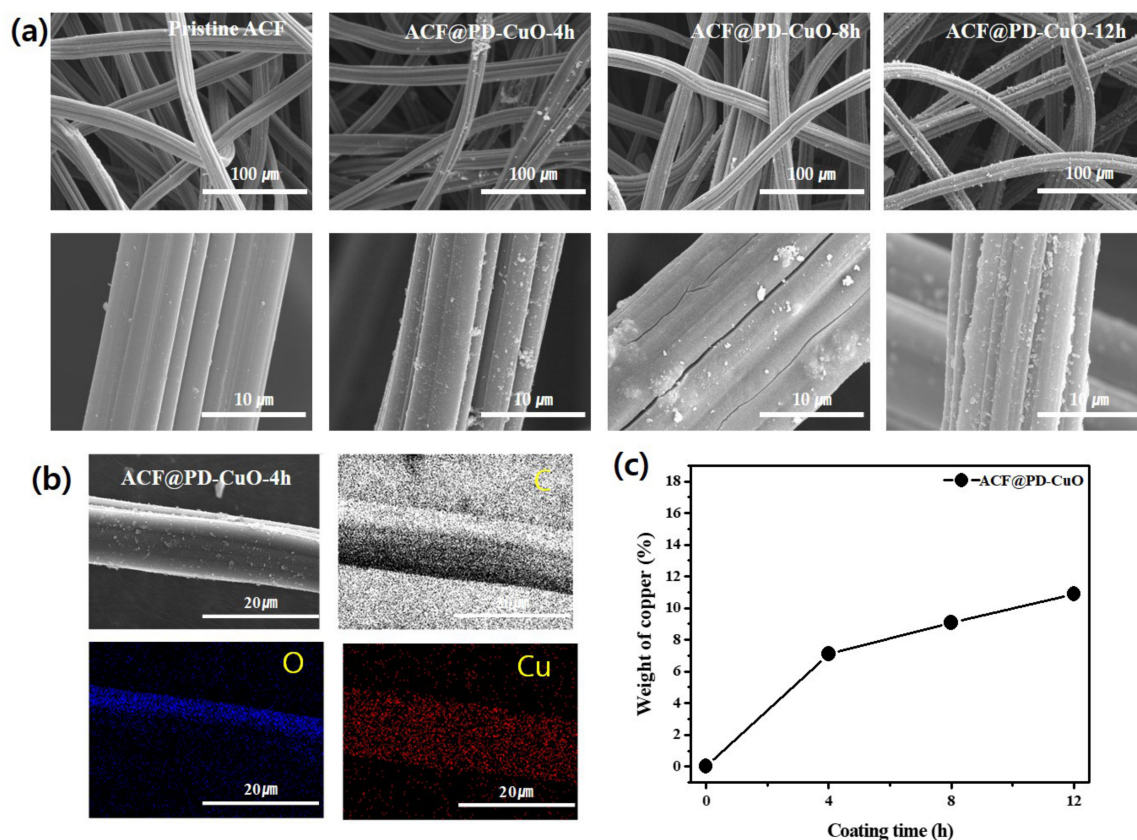 (a)
Pristine ACF
ACF@PD-CuO-4h
ACF@PD-CuO-8h
ACF@PD-CuO-12h
100 μm
100 μm
100 μm
100 μm
10 μm
10 μm
10 μm
10 μm
(b)
ACF@PD-CuO-4h
C
20μm
O
Cu
20μm
20μm
(c)
ACF@PD-CuO
Weight of copper (%)
18
16
14
12
10
8
6
4
2
0
0
4
8
12
Coating time (h)